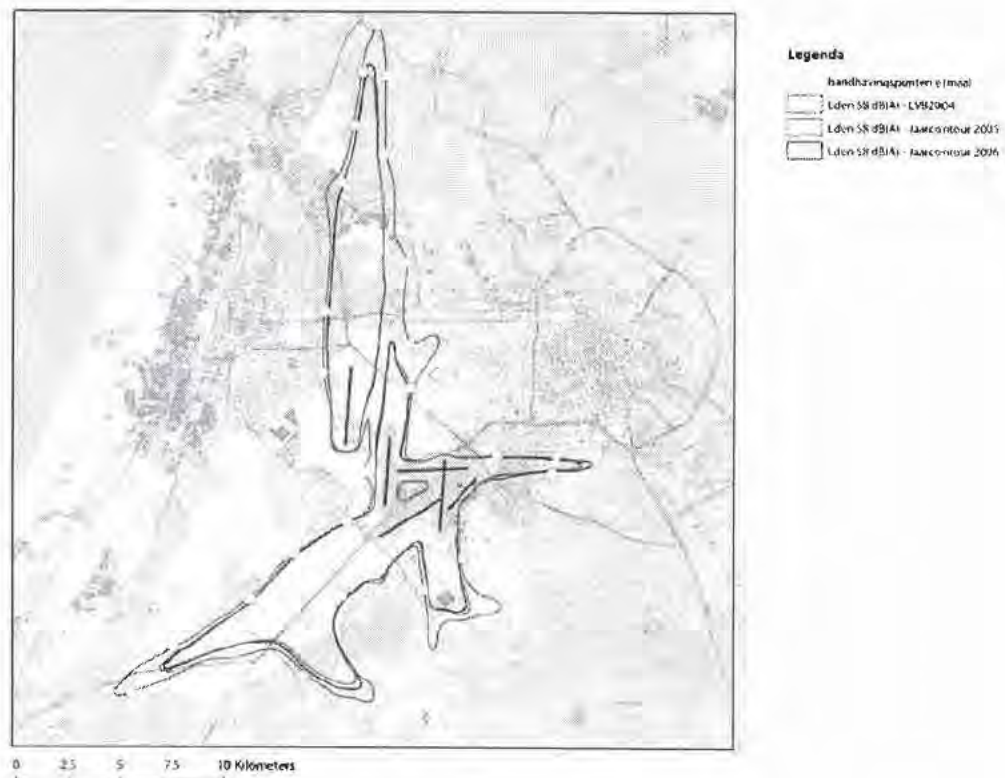 Legenda
handhavingspunten e (maal
Lden 58 dB(A) - LVB2004
Lden 58 dB(A) - Jaarcontour 2005
Lden 58 dB(A) - Jaarcontour 2006
0 2.5 5 7.5 10 Kilometers